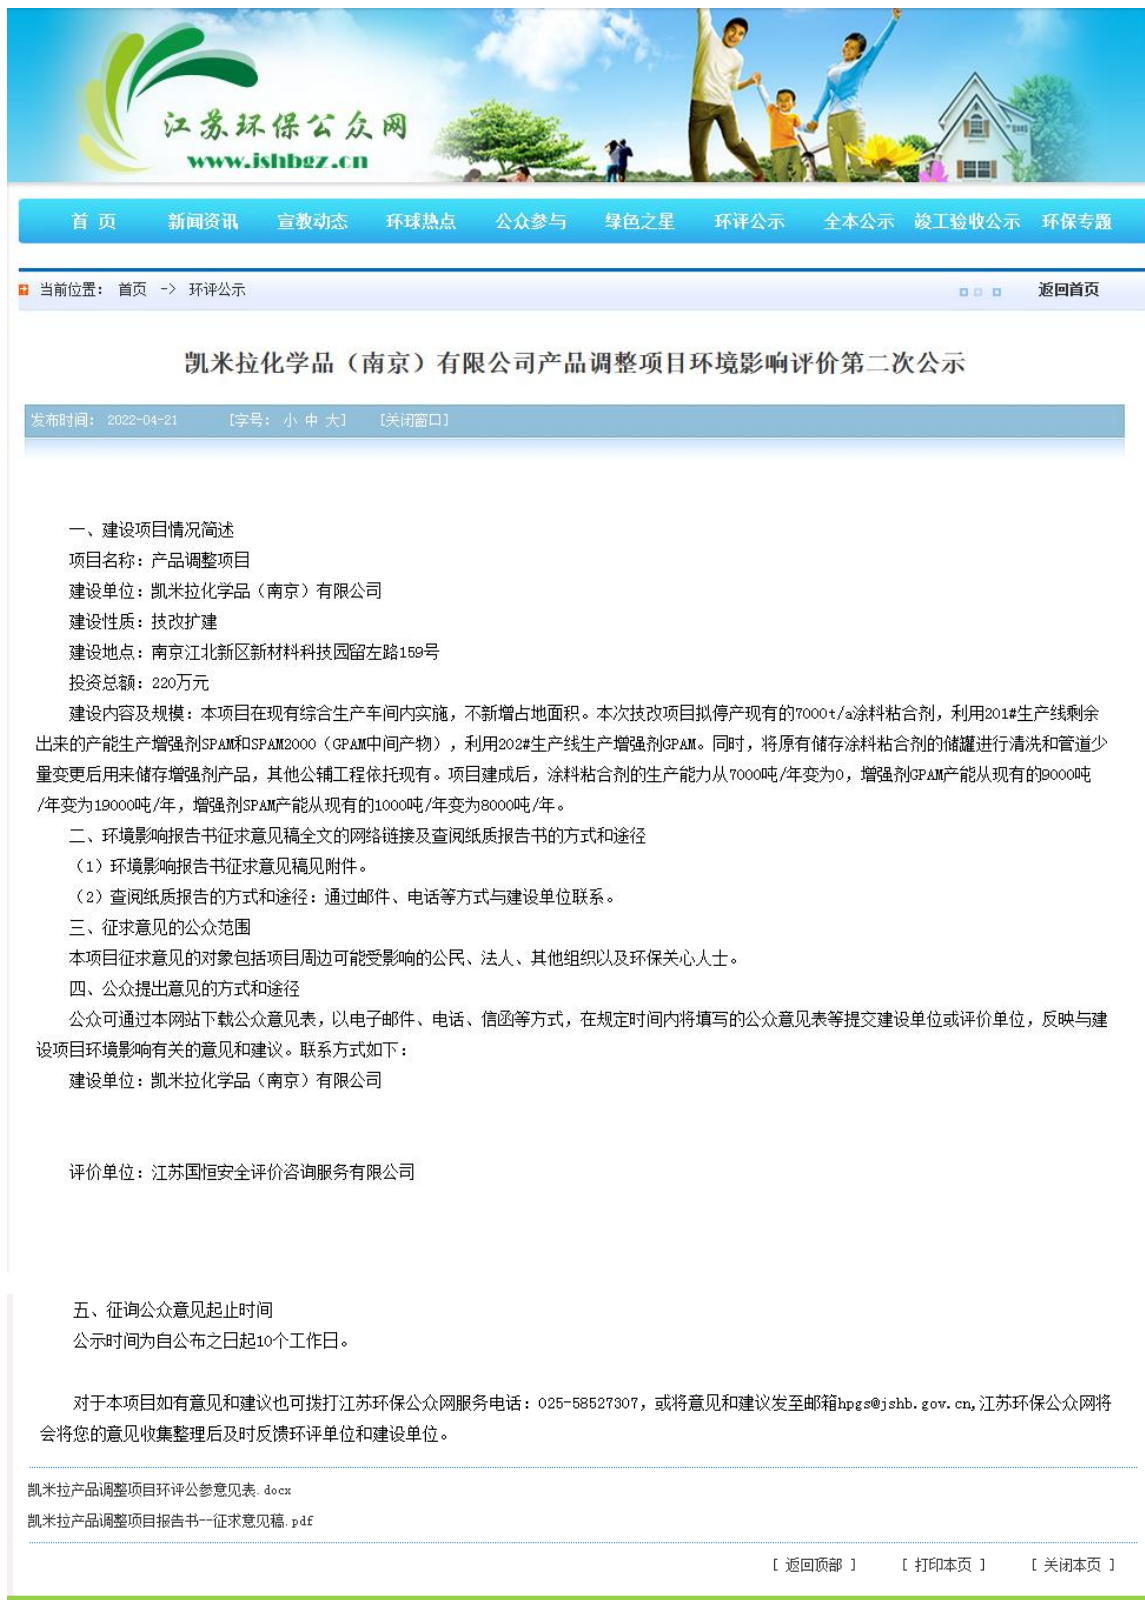 江苏环保公众网
www.jshbgz.cn
首 页 新闻资讯 宣教动态 环球热点 公众参与 绿色之星 环评公示 全本公示 竣工验收公示 环保专题
当前位置： 首页 -> 环评公示 返回首页
凯米拉化学品（南京）有限公司产品调整项目环境影响评价第二次公示
发布时间： 2022-04-21 [字号： 小 中 大] [关闭窗口]
一、建设项目情况简述
项目名称：产品调整项目
建设单位：凯米拉化学品（南京）有限公司
建设性质：技改扩建
建设地点：南京江北新区新材料科技园留左路159号
投资总额：220万元
建设内容及规模：本项目在现有综合生产车间内实施，不新增占地面积。本次技改项目拟停产现有的7000t/a涂料粘合剂，利用201#生产线剩余
出来的产能生产增强剂SPAM和SPAM2000（GPAM中间产物），利用202#生产线生产增强剂GPAM。同时，将原有储存涂料粘合剂的储罐进行清洗和管道少
量变更后用来储存增强剂产品，其他公辅工程依托现有。项目建成后，涂料粘合剂的生产能力从7000吨/年变为0，增强剂GPAM产能从现有的9000吨
/年变为19000吨/年，增强剂SPAM产能从现有的1000吨/年变为8000吨/年。
二、环境影响报告书征求意见稿全文的网络链接及查阅纸质报告书的方式和途径
（1）环境影响报告书征求意见稿见附件。
（2）查阅纸质报告的方式和途径：通过邮件、电话等方式与建设单位联系。
三、征求意见的公众范围
本项目征求意见的对象包括项目周边可能受影响的公民、法人、其他组织以及环保关心人士。
四、公众提出意见的方式和途径
公众可通过本网站下载公众意见表，以电子邮件、电话、信函等方式，在规定时间内将填写的公众意见表等提交建设单位或评价单位，反映与建
设项目环境影响有关的意见和建议。联系方式如下：
建设单位：凯米拉化学品（南京）有限公司
评价单位：江苏国恒安全评价咨询服务有限公司
五、征询公众意见起止时间
公示时间为自公布之日起10个工作日。
对于本项目如有意见和建议也可拨打江苏环保公众网服务电话：025-58527307，或将意见和建议发至邮箱hpgs@jshb.gov.cn,江苏环保公众网将
会将您的意见收集整理后及时反馈环评单位和建设单位。
凯米拉产品调整项目环评公参意见表.docx
凯米拉产品调整项目报告书--征求意见稿.pdf
[ 返回顶部 ] [ 打印本页 ] [ 关闭本页 ]